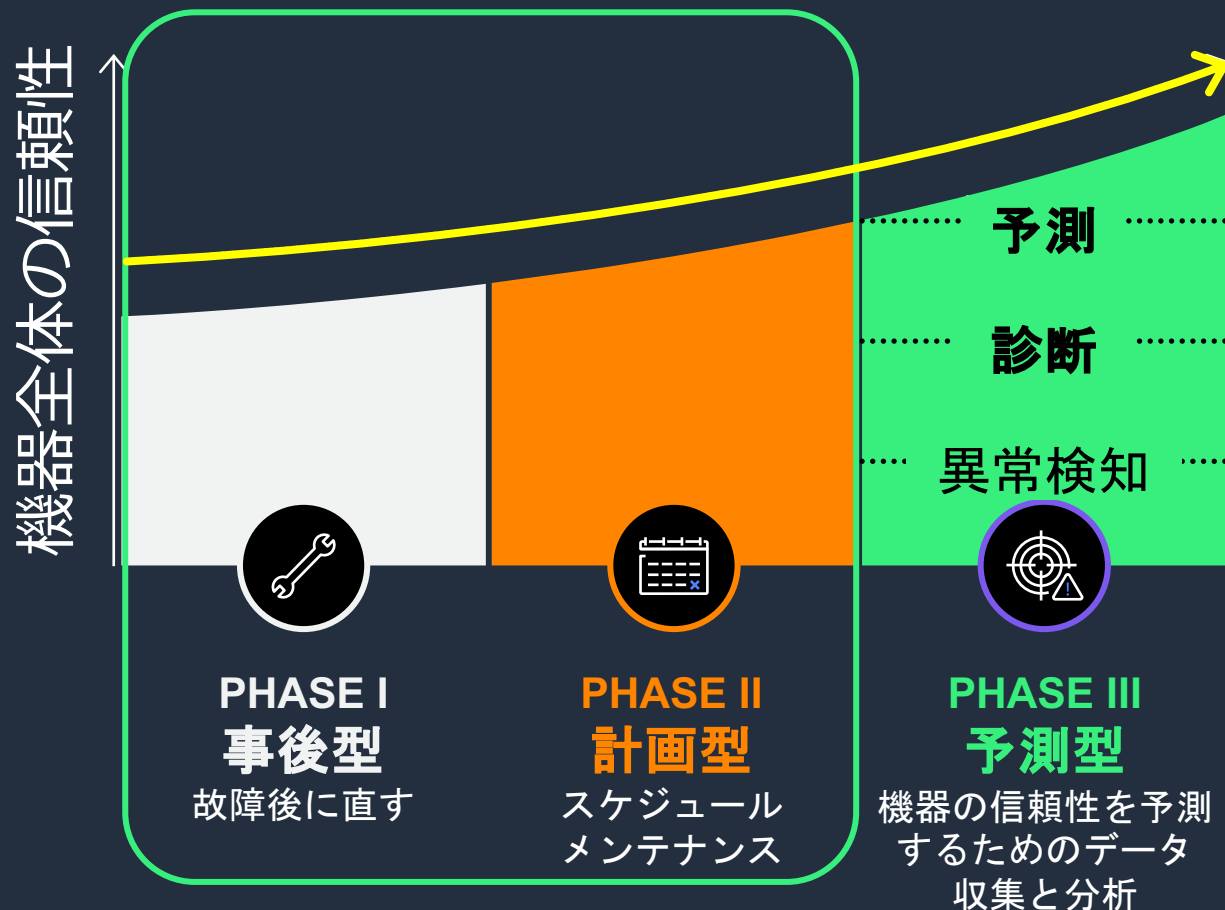 機器全体の信頼性
予測
診断
異常検知
PHASE I
事後型
故障後に直す
PHASE II
計画型
スケジュール
メンテナンス
PHASE III
予測型
機器の信頼性を予測
するためのデータ
収集と分析